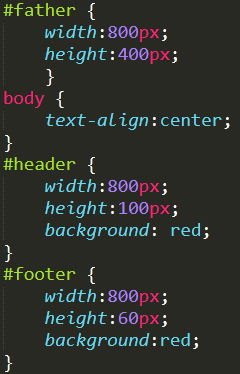 #father {
    width:800px;
    height:400px;
    }
body {
    text-align:center;
}
#header {
    width:800px;
    height:100px;
    background: red;
}
#footer {
    width:800px;
    height:60px;
    background:red;
}